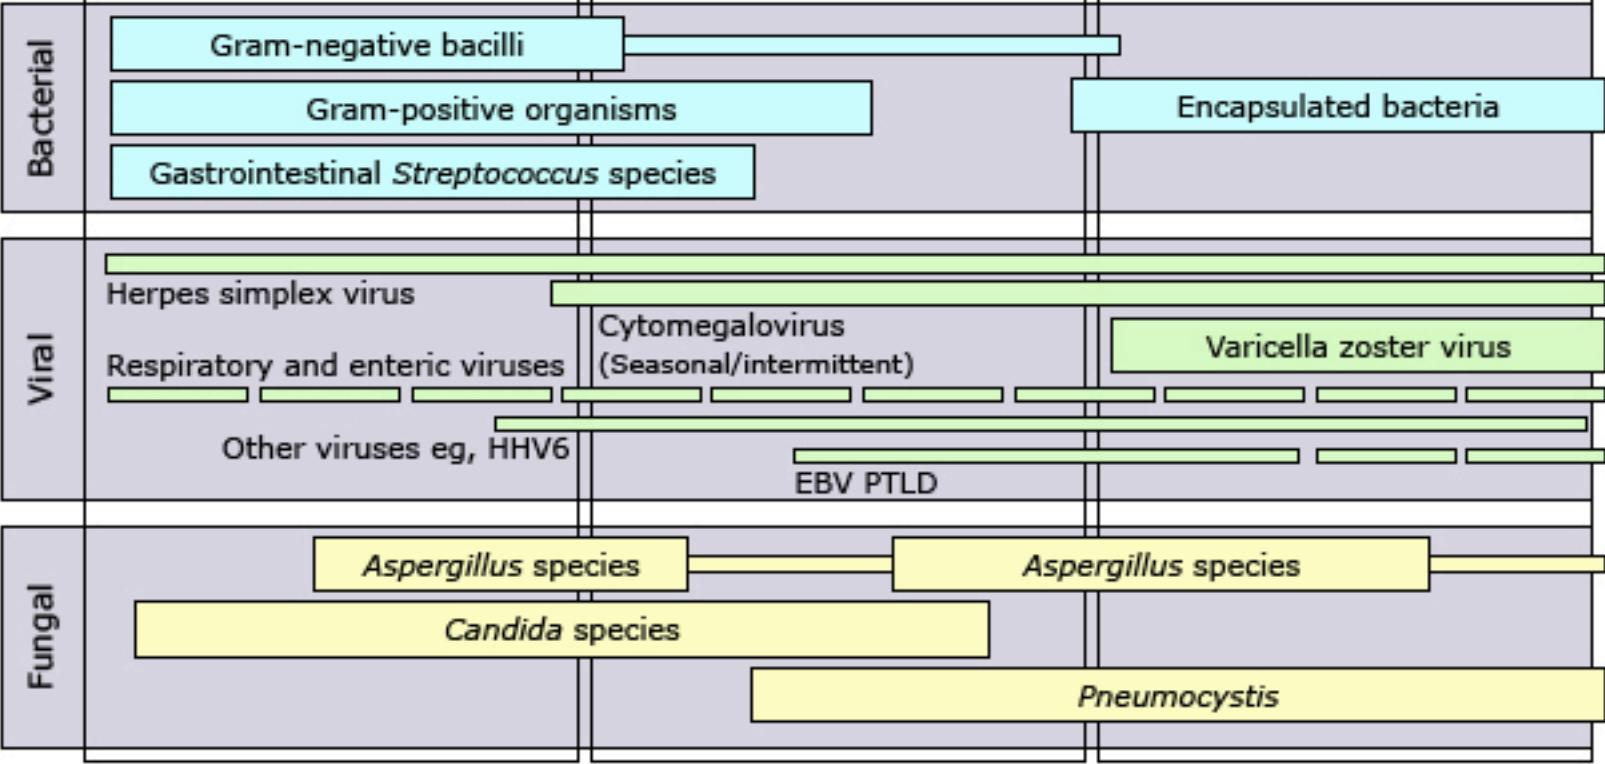 Bacterial
Gram-negative bacilli
Gram-positive organisms
Encapsulated bacteria
Gastrointestinal Streptococcus species
Viral
Herpes simplex virus
Cytomegalovirus
Varicella zoster virus
Respiratory and enteric viruses
(Seasonal/intermittent)
Other viruses eg, HHV6
EBV PTLD
Fungal
Aspergillus species
Aspergillus species
Candida species
Pneumocystis